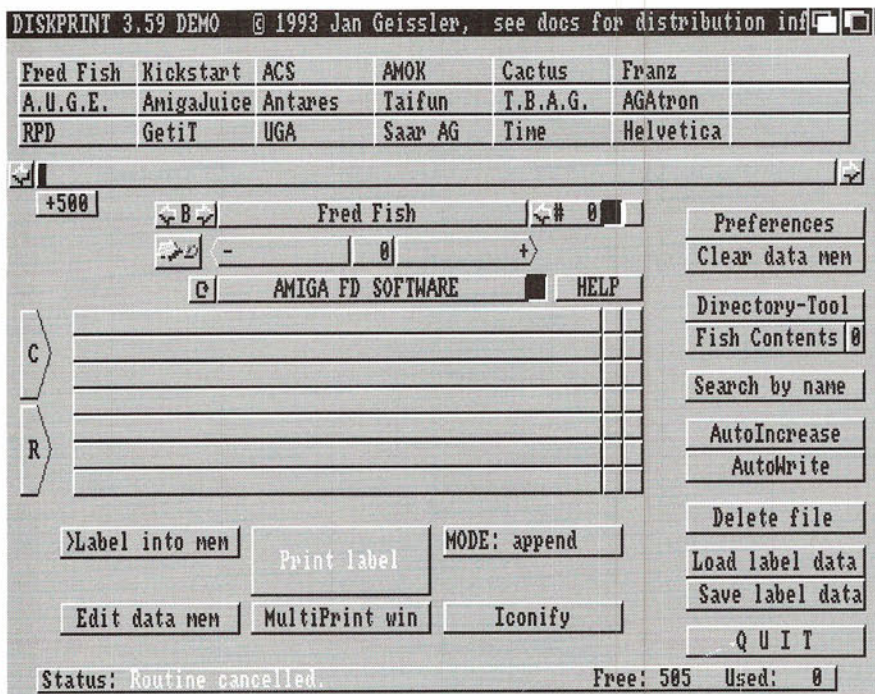 DISKPRINT 3.59 DEMO © 1993 Jan Geissler, see docs for distribution inf
Fred Fish Kickstart ACS AMOK Cactus Franz
A.U.G.E. AmigaJuice Antares Taifun T.B.A.G. AGAtron
RPD GetiT UGA Saar AG Time Helvetica
+500
B Fred Fish # 0
- 0 +
AMIGA FD SOFTWARE HELP
C
R
Preferences
Clear data mem
Directory-Tool
Fish Contents 0
Search by name
AutoIncrease
AutoWrite
Delete file
Load label data
Save label data
QUIT
>Label into mem Print label MODE: append
Edit data mem MultiPrint win Iconify
Status: Routine cancelled. Free: 505 Used: 0